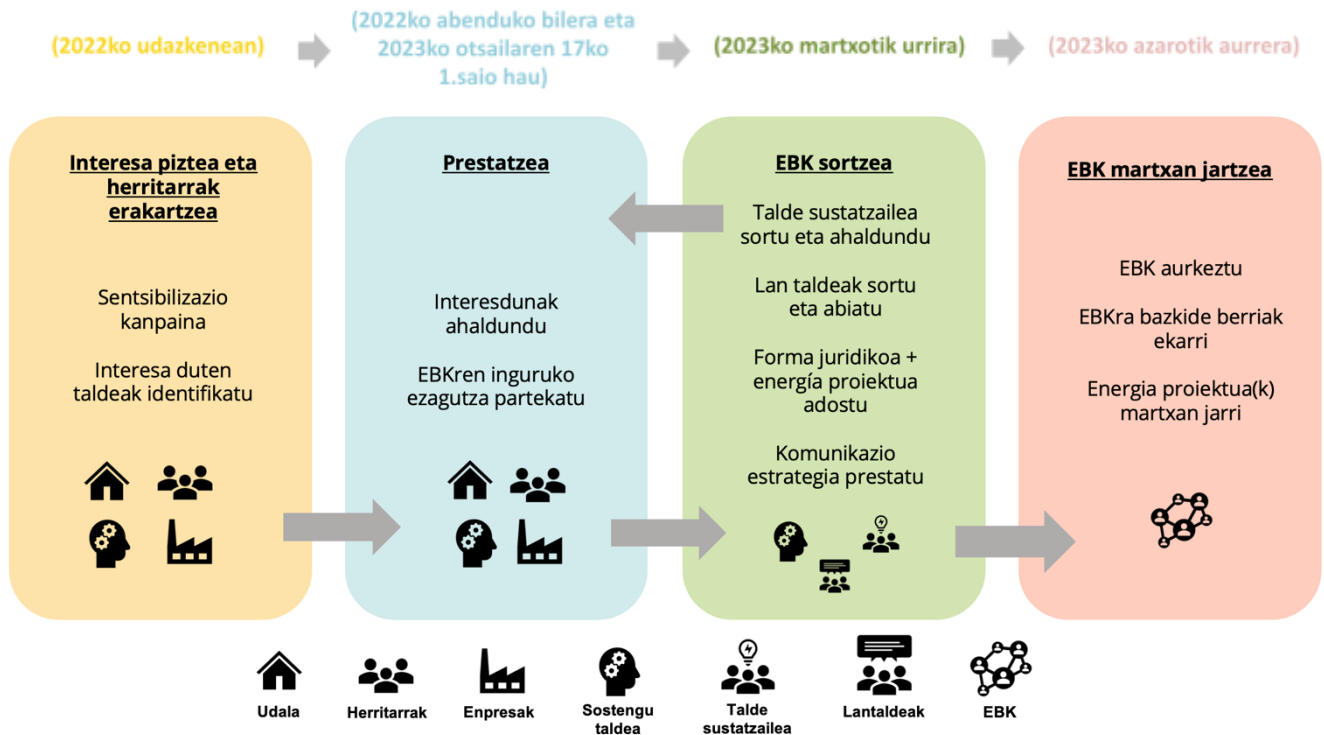 (2022ko udazkenean)
(2022ko abenduko bilera eta
2023ko otsailaren 17ko
1.saio hau)
(2023ko martxotik urrira)
(2023ko azarotik aurrera)
Interesa piztea eta
herritarrak
erakartzea
Sentsibilizazio
kanpaina
Interesa duten
taldeak identifikatu
Prestatzea
Interesdunak
ahaldundu
EBKren inguruko
ezagutza partekatu
EBK sortzea
Talde sustatzailea
sortu eta ahaldundu
Lan taldeak sortu
eta abiatu
Forma juridikoa +
energía proiektua
adostu
Komunikazio
estrategia prestatu
EBK martxan jartzea
EBK aurkeztu
EBKra bazkide berriak
ekarri
Energia proiektua(k)
martxan jarri
Udala
Herritarrak
Enpresak
Sostengu
taldea
Talde
sustatzailea
Lantaldeak
EBK